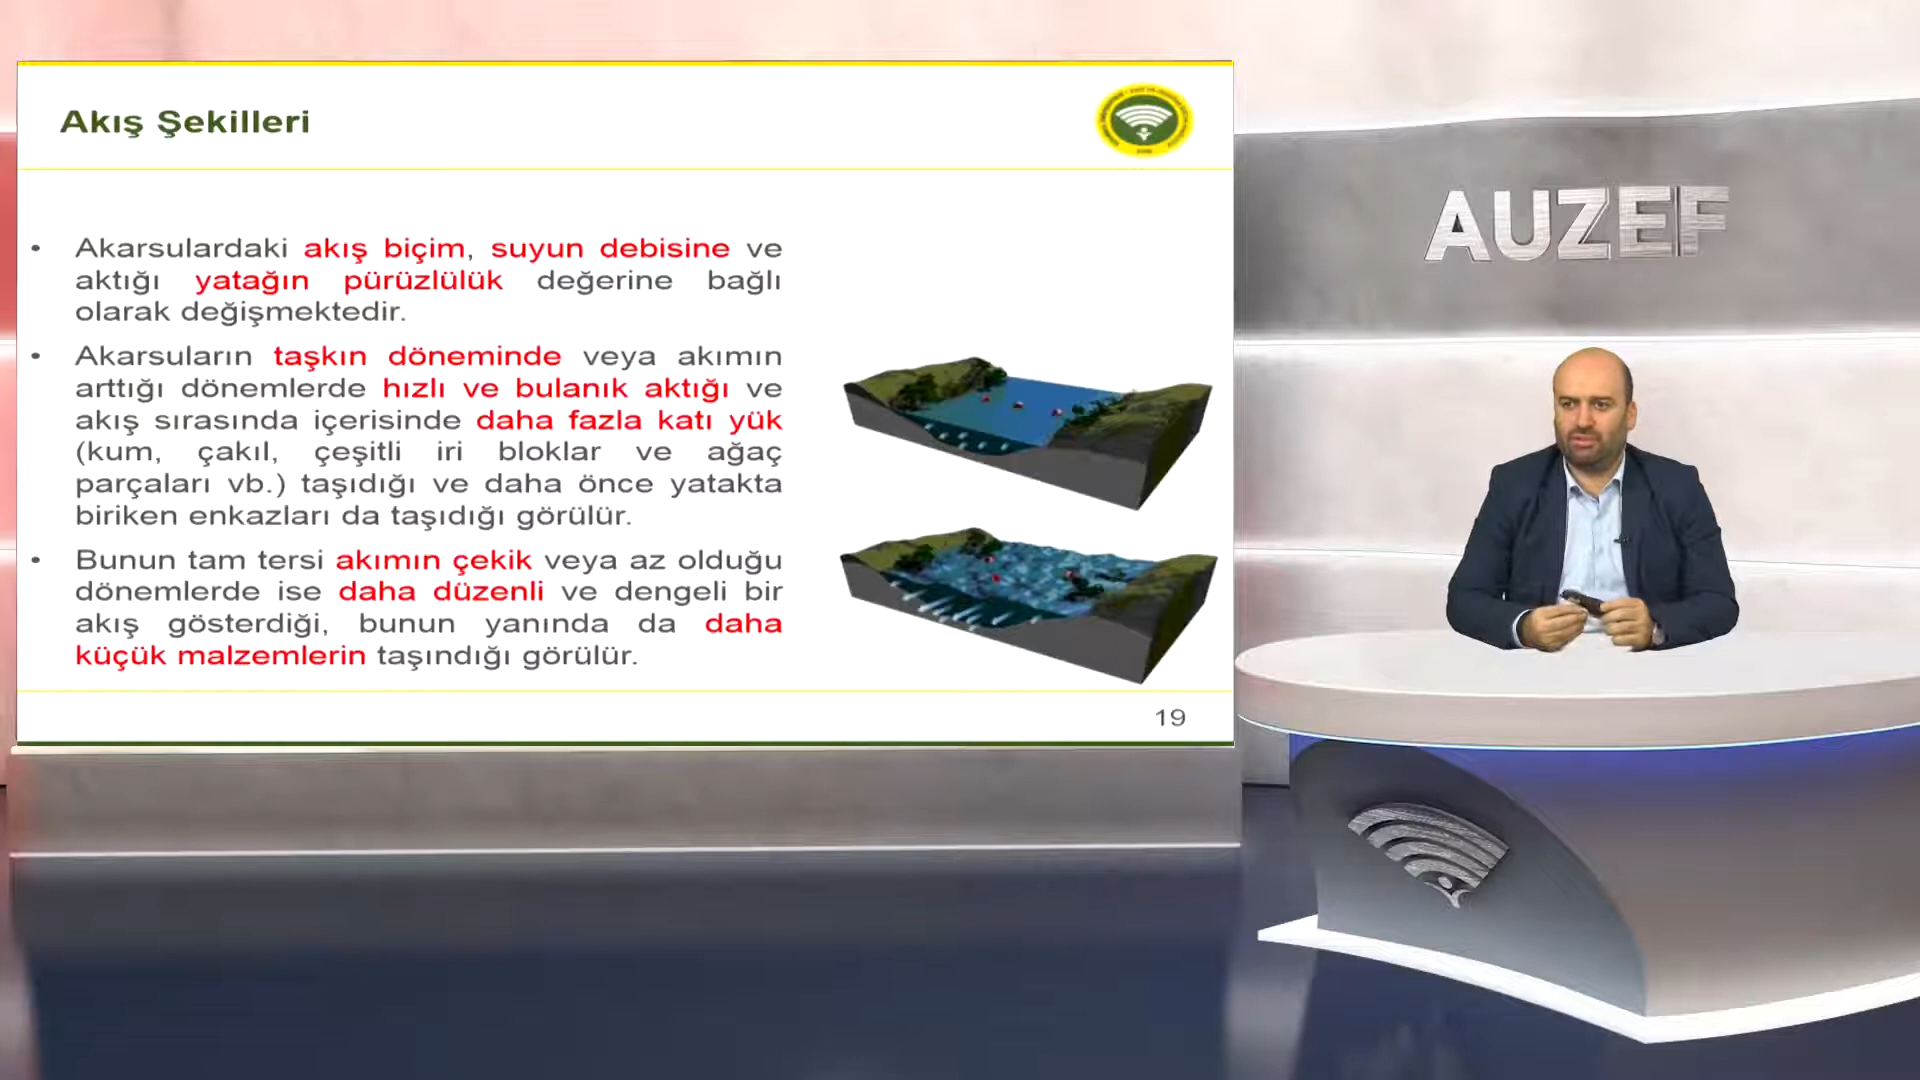 Akış Şekilleri
• Akarsulardaki akış biçim, suyun debisine ve
aktığı yatağın pürüzlülük değerine bağlı
olarak değişmektedir.
• Akarsuların taşkın döneminde veya akımın
arttığı dönemlerde hızlı ve bulanık aktığı ve
akış sırasında içerisinde daha fazla katı yük
(kum, çakıl, çeşitli iri bloklar ve ağaç
parçaları vb.) taşıdığı ve daha önce yatakta
biriken enkazları da taşıdığı görülür.
• Bunun tam tersi akımın çekik veya az olduğu
dönemlerde ise daha düzenli ve dengeli bir
akış gösterdiği, bunun yanında da daha
küçük malzemlerin taşındığı görülür.
19
AUZEF